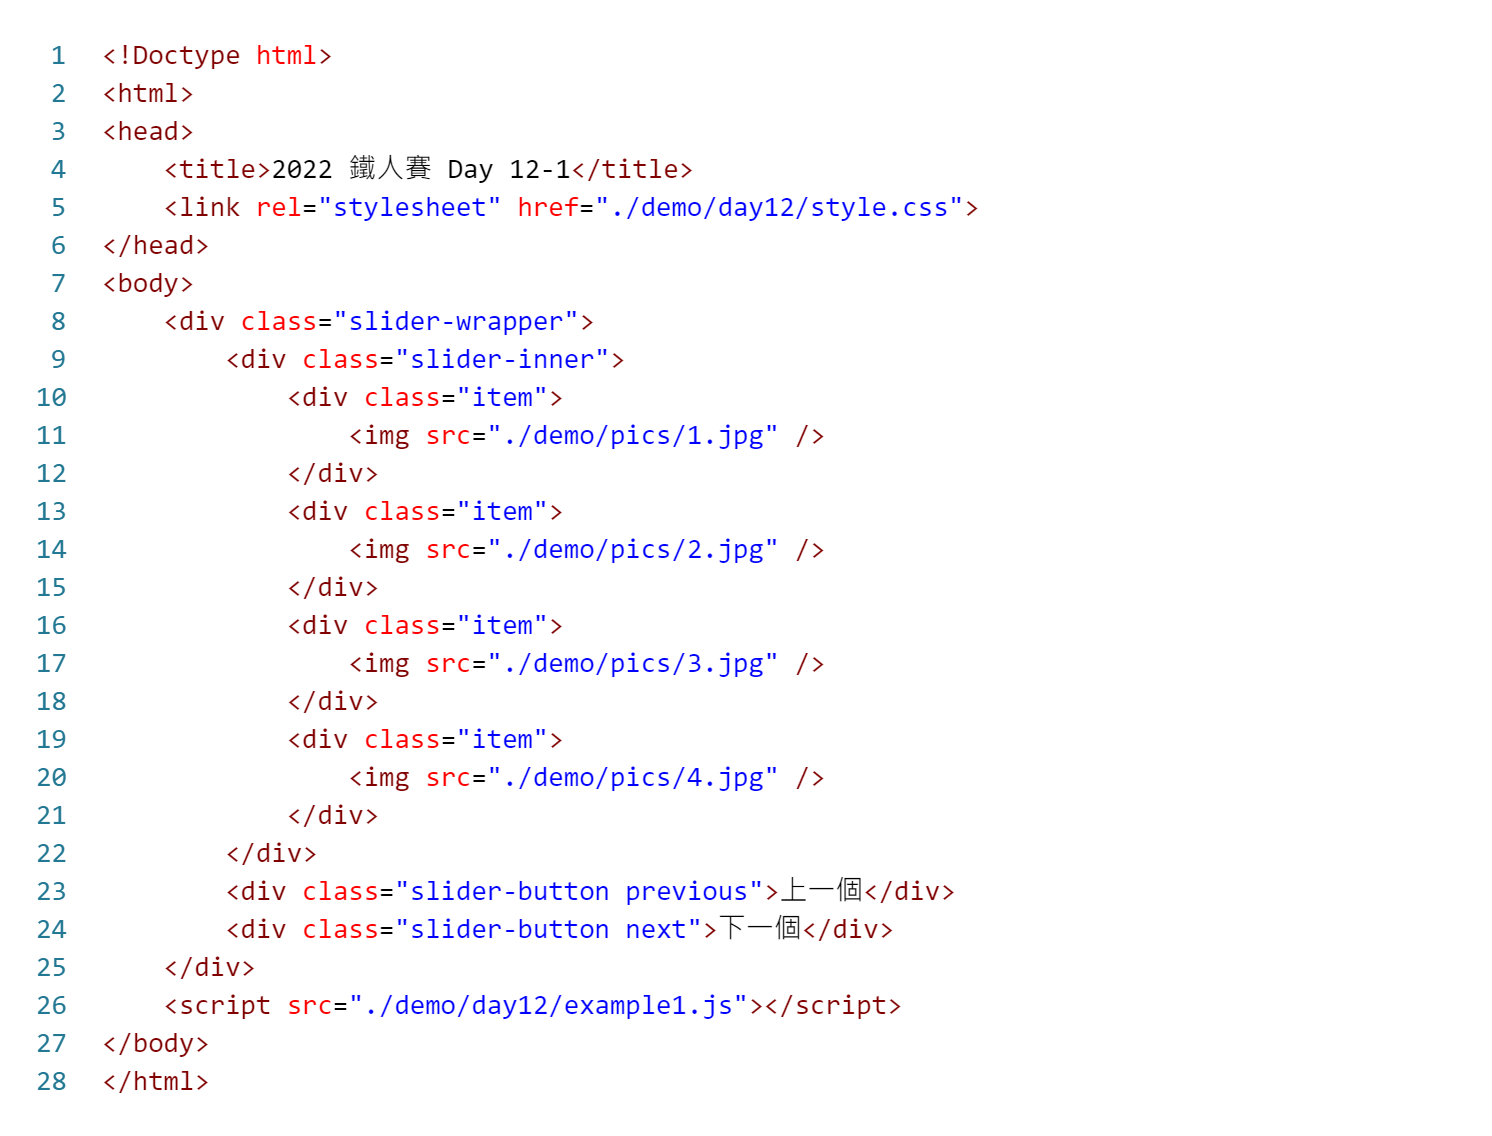 1 <!Doctype html>
2 <html>
3 <head>
4     <title>2022 鐵人賽 Day 12-1</title>
5     <link rel="stylesheet" href="./demo/day12/style.css">
6 </head>
7 <body>
8     <div class="slider-wrapper">
9         <div class="slider-inner">
10             <div class="item">
11                 <img src="./demo/pics/1.jpg" />
12             </div>
13             <div class="item">
14                 <img src="./demo/pics/2.jpg" />
15             </div>
16             <div class="item">
17                 <img src="./demo/pics/3.jpg" />
18             </div>
19             <div class="item">
20                 <img src="./demo/pics/4.jpg" />
21             </div>
22         </div>
23         <div class="slider-button previous">上一個</div>
24         <div class="slider-button next">下一個</div>
25     </div>
26     <script src="./demo/day12/example1.js"></script>
27 </body>
28 </html>